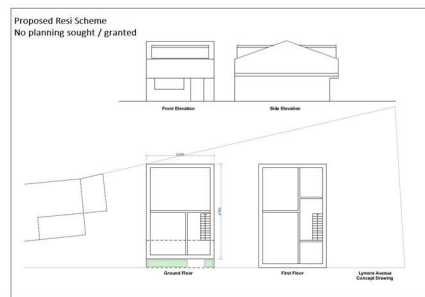 Proposed Resi Scheme
No planning sought / granted
Front Elevation
Side Elevation
Ground Floor
First Floor
Lymore Avenue
Concept Drawing